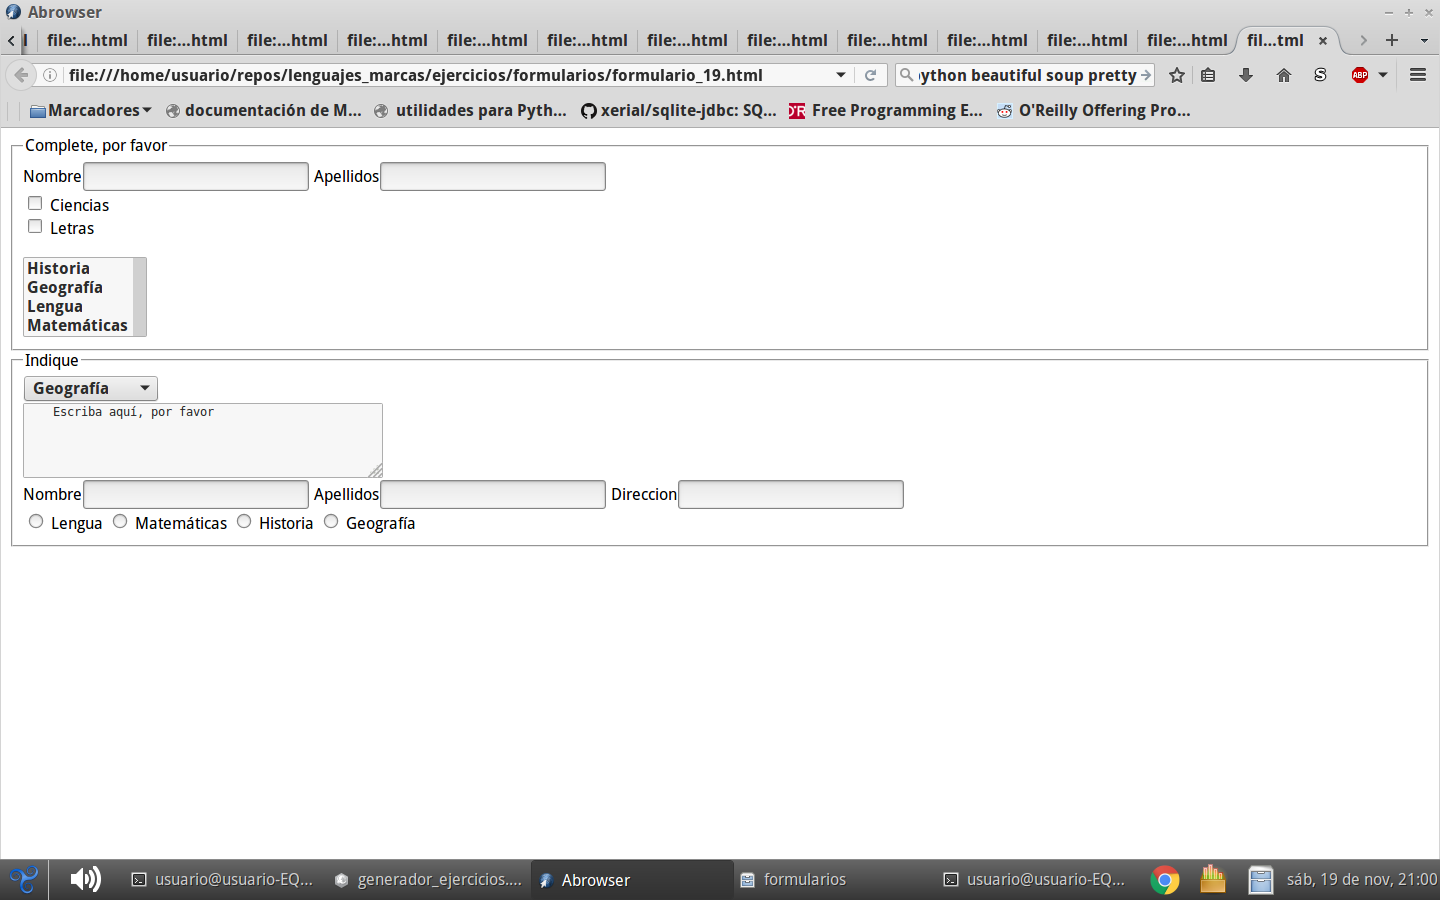 Abrowser
file:...html file:...html file:...html file:...html file:...html file:...html file:...html file:...html file:...html file:...html file:...html file:...html fil...tml
file:///home/usuario/repos/lenguajes_marcas/ejercicios/formularios/formulario_19.html ython beautiful soup pretty S ABP
Marcadores documentación de M... utilidades para Pyth... xerial/sqlite-jdbc: SQ... Free Programming E... O'Reilly Offering Pro...
Complete, por favor
Nombre Apellidos
Ciencias
Letras
Historia
Geografía
Lengua
Matemáticas
Indique
Geografía
Escriba aquí, por favor
Nombre Apellidos Direccion
Lengua Matemáticas Historia Geografía
usuario@usuario-EQ... generador_ejercicios.... Abrowser formularios usuario@usuario-EQ... sáb, 19 de nov, 21:00